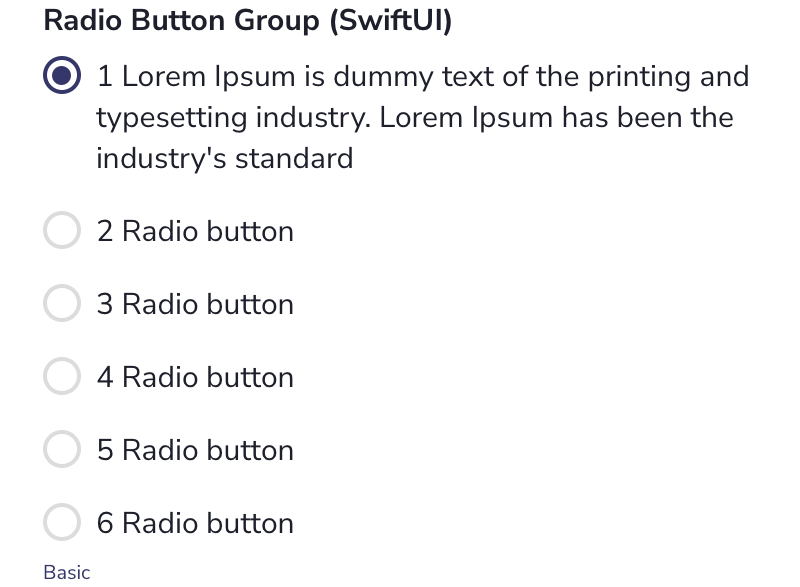 Radio Button Group (SwiftUI)
1 Lorem Ipsum is dummy text of the printing and
typesetting industry. Lorem Ipsum has been the
industry's standard
2 Radio button
3 Radio button
4 Radio button
5 Radio button
6 Radio button
Basic